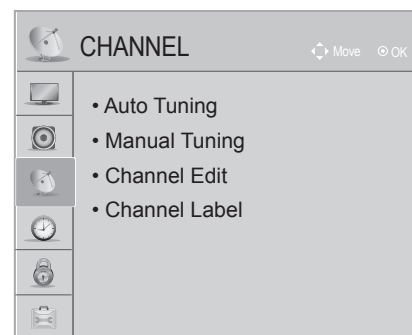 CHANNEL
Move OK
• Auto Tuning
• Manual Tuning
• Channel Edit
• Channel Label